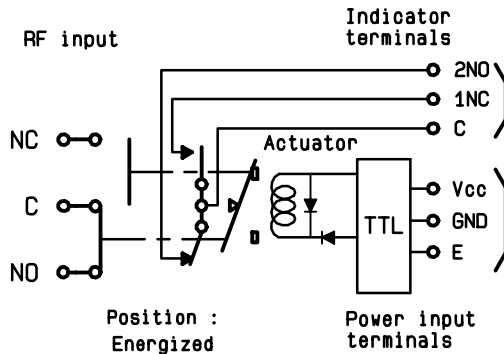 RF input
Indicator
terminals
2NO
1NC
C
NC
C
NO
Actuator
TTL
Vcc
GND
E
Position :
Energized
Power input
terminals